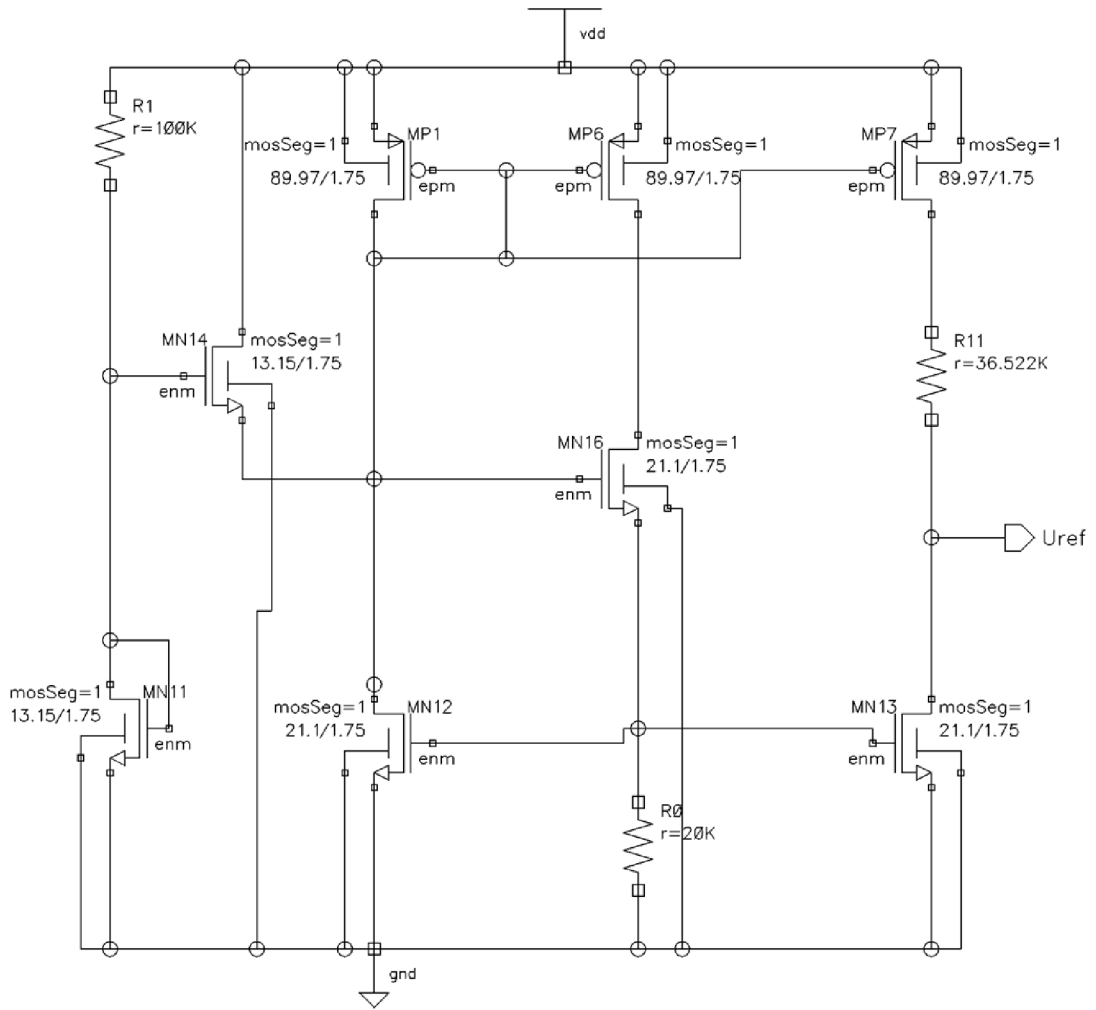 vdd
R1
r=100K
MP1
mosSeg=1
89.97/1.75
epm
MP6
mosSeg=1
89.97/1.75
epm
MP7
mosSeg=1
89.97/1.75
epm
MN14
mosSeg=1
13.15/1.75
enm
R11
r=36.522K
MN16
mosSeg=1
21.1/1.75
enm
Uref
mosSeg=1
MN11
13.15/1.75
enm
mosSeg=1
MN12
21.1/1.75
enm
MN13
mosSeg=1
21.1/1.75
enm
R0
r=20K
gnd